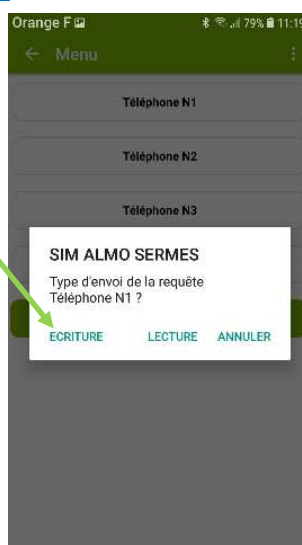 Orange F 79% 11:19
Menu
Téléphone N1
Téléphone N2
Téléphone N3
SIM ALMO SERMES
Type d'envoi de la requête
Téléphone N1 ?
ECRITURE LECTURE ANNULER